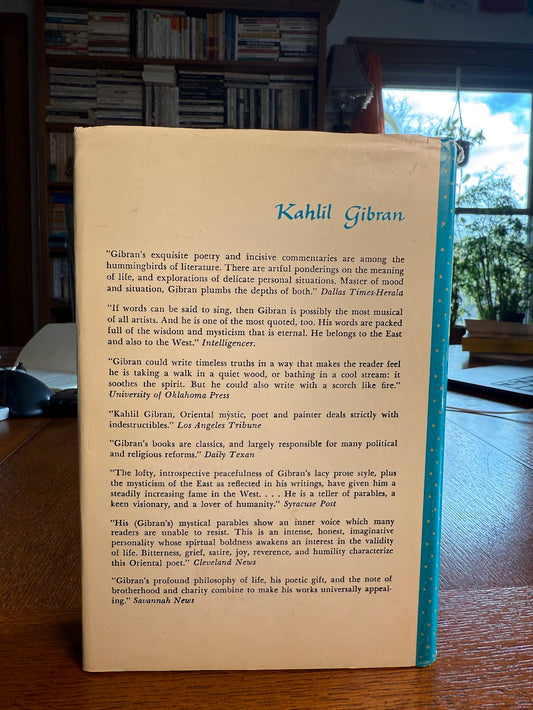 Kahlil Gibran
"Gibran's exquisite poetry and incisive commentaries are among the
hummingbirds of literature. There are artful ponderings on the meaning
of life, and explorations of delicate personal situations. Master of mood
and situation, Gibran plumbs the depths of both." Dallas Times-Herald
"If words can be said to sing, then Gibran is possibly the most musical
of all artists. And he is one of the most quoted, too. His words are packed
full of the wisdom and mysticism that is eternal. He belongs to the East
and also to the West." Intelligencer.
"Gibran could write timeless truths in a way that makes the reader feel
he is taking a walk in a quiet wood, or bathing in a cool stream: it
soothes the spirit. But he could also write with a scorch like fire."
University of Oklahoma Press
"Kahlil Gibran, Oriental mystic, poet and painter deals strictly with
indestructibles." Los Angeles Tribune
"Gibran's books are classics, and largely responsible for many political
and religious reforms." Daily Texan
"The lofty, introspective peacefulness of Gibran's lacy prose style, plus
the mysticism of the East as reflected in his writings, have given him a
steadily increasing fame in the West. . . . He is a teller of parables, a
keen visionary, and a lover of humanity." Syracuse Post
"His (Gibran's) mystical parables show an inner voice which many
readers are unable to resist. This is an intense, honest, imaginative
personality whose spirtual boldness awakens an interest in the validity
of life. Bitterness, grief, satire, joy, reverence, and humility characterize
this Oriental poet." Cleveland News
"Gibran's profound philosophy of life, his poetic gift, and the note of
brotherhood and charity combine to make his works universally appeal-
ing." Savannah News